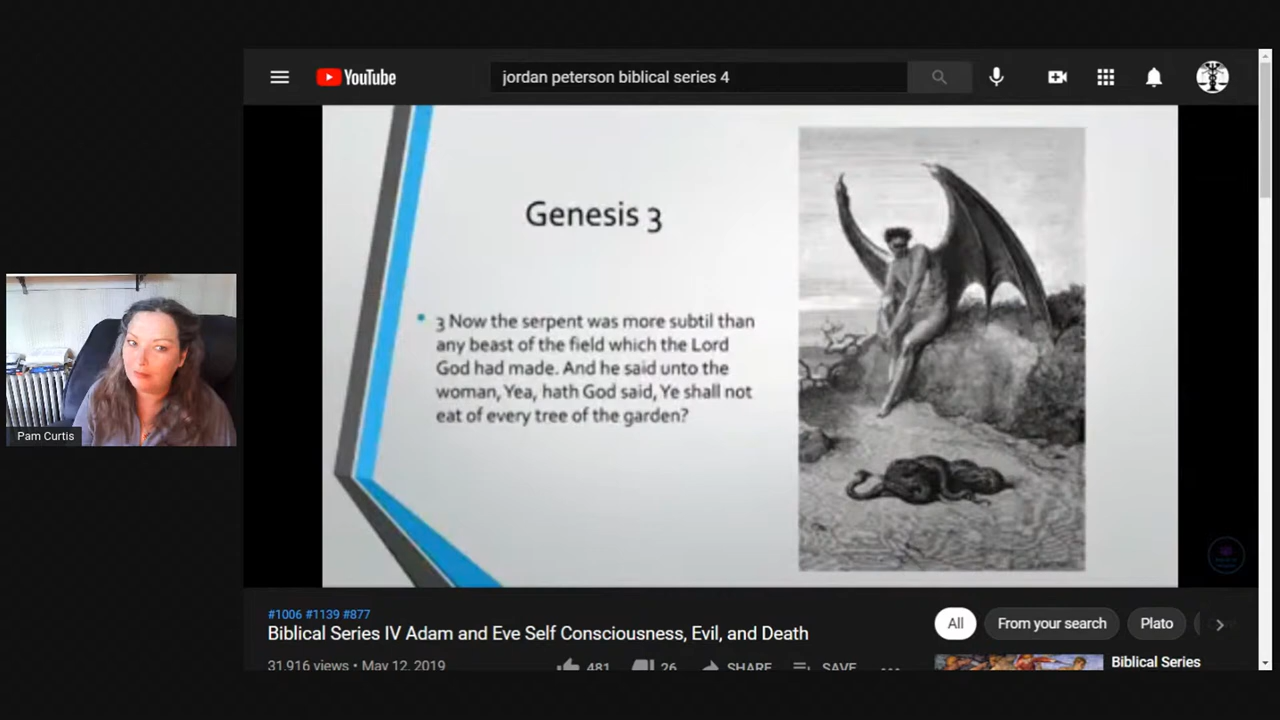 YouTube
jordan peterson biblical series 4
Genesis 3
3 Now the serpent was more subtil than
any beast of the field which the Lord
God had made. And he said unto the
woman, Yea, hath God said, Ye shall not
eat of every tree of the garden?
Pam Curtis
#1006 #1139 #877
Biblical Series IV Adam and Eve Self Consciousness, Evil, and Death
31,916 views • May 12, 2019
481
26
SHARE
SAVE
All
From your search
Plato
Biblical Series